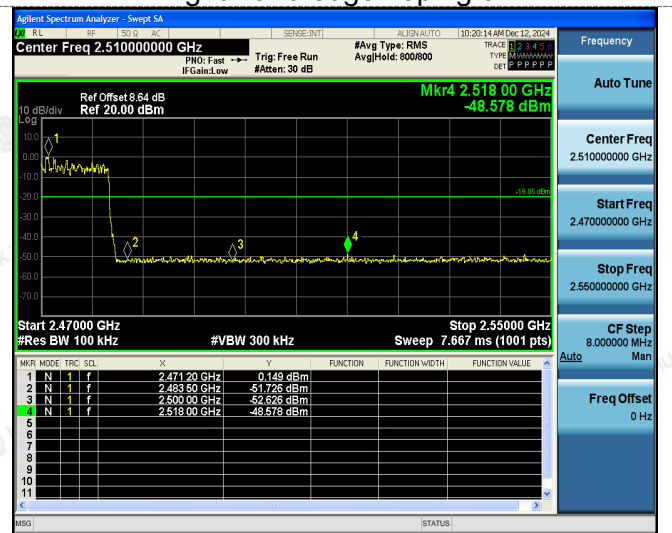 Agilent Spectrum Analyzer - Swept SA
RL RF 50 Ω AC SENSE:INT ALIGNAUTO 10:20:14 AM Dec 12, 2024
Center Freq 2.510000000 GHz
PNO: Fast
IFGain:Low
Trig: Free Run
#Atten: 30 dB
#Avg Type: RMS
Avg|Hold: 800/800
TRACE 1 2 3 4 5 6
TYPE M
DET P P P P P P
Frequency
Mkr4 2.518 00 GHz
-48.578 dBm
Ref Offset 8.64 dB
10 dB/div Ref 20.00 dBm
Log
10.0
0.00
-10.0
-20.0
-30.0
-40.0
-50.0
-60.0
-70.0
1
2
3
4
-19.85 dBm
Start 2.47000 GHz Stop 2.55000 GHz
#Res BW 100 kHz #VBW 300 kHz Sweep 7.667 ms (1001 pts)
MKR MODE TRC SCL X Y FUNCTION FUNCTION WIDTH FUNCTION VALUE
1 N 1 f 2.471 20 GHz 0.149 dBm
2 N 1 f 2.483 50 GHz -51.726 dBm
3 N 1 f 2.500 00 GHz -52.626 dBm
4 N 1 f 2.518 00 GHz -48.578 dBm
5
6
7
8
9
10
11
MSG STATUS
Auto Tune
Center Freq
2.510000000 GHz
Start Freq
2.470000000 GHz
Stop Freq
2.550000000 GHz
CF Step
8.000000 MHz
Auto Man
Freq Offset
0 Hz